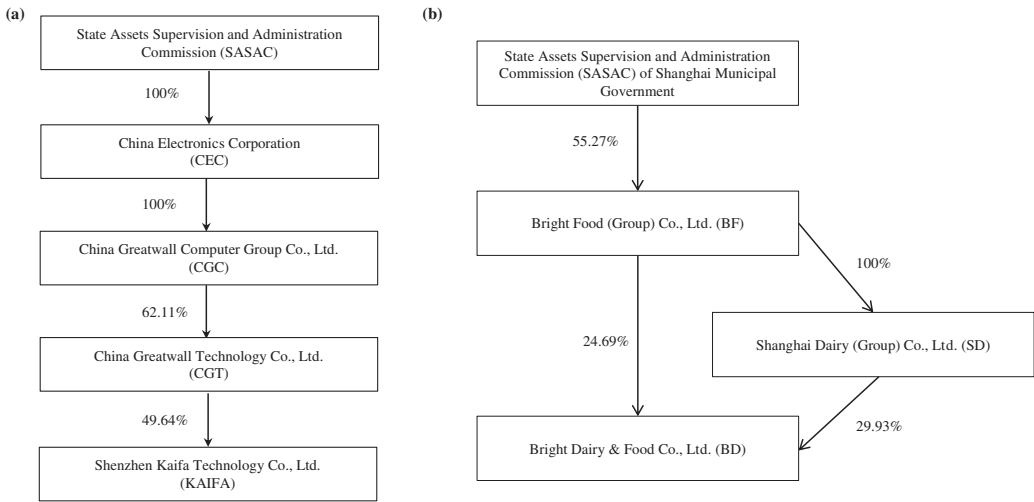 (a)
State Assets Supervision and Administration
Commission (SASAC)
100%
China Electronics Corporation
(CEC)
100%
China Greatwall Computer Group Co., Ltd.
(CGC)
62.11%
China Greatwall Technology Co., Ltd.
(CGT)
49.64%
Shenzhen Kaifa Technology Co., Ltd.
(KAIFA)
(b)
State Assets Supervision and Administration
Commission (SASAC) of Shanghai Municipal
Government
55.27%
Bright Food (Group) Co., Ltd. (BF)
100%
24.69%
Shanghai Dairy (Group) Co., Ltd. (SD)
29.93%
Bright Dairy & Food Co., Ltd. (BD)